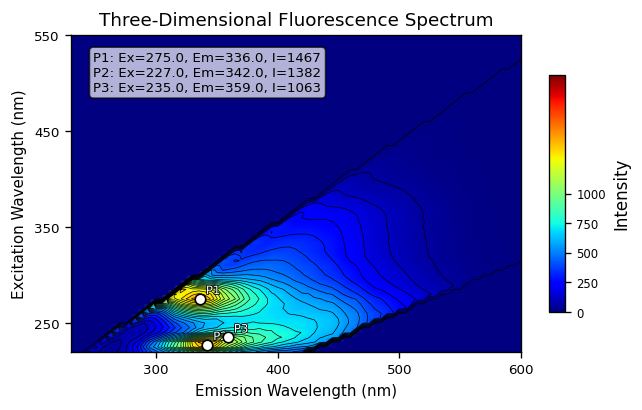 Three-Dimensional Fluorescence Spectrum
P1: Ex=275.0, Em=336.0, I=1467
P2: Ex=227.0, Em=342.0, I=1382
P3: Ex=235.0, Em=359.0, I=1063
Excitation Wavelength (nm)
550
450
350
250
P1
P3
300
400
500
600
Emission Wavelength (nm)
1000
750
500
250
0
Intensity